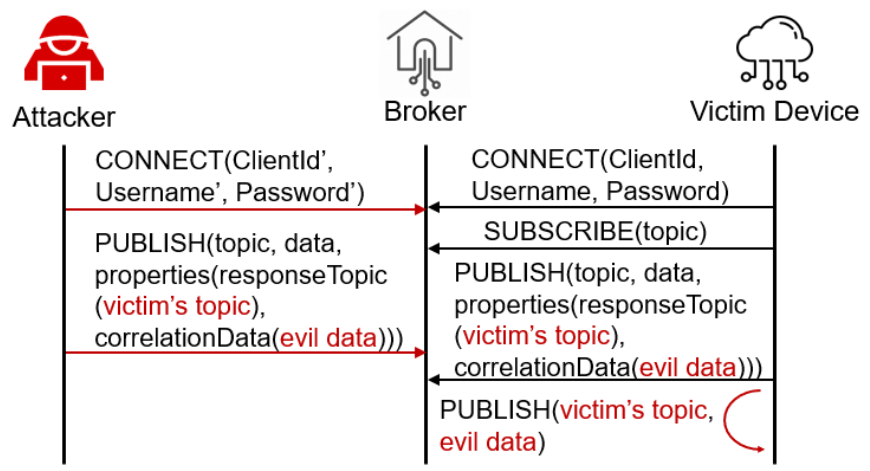 Attacker
Broker
Victim Device
CONNECT(ClientId’,
Username’, Password’)
CONNECT(ClientId,
Username, Password)
SUBSCRIBE(topic)
PUBLISH(topic, data,
properties(responseTopic
(victim’s topic),
correlationData(evil data)))
PUBLISH(topic, data,
properties(responseTopic
(victim’s topic),
correlationData(evil data)))
PUBLISH(victim’s topic,
evil data)